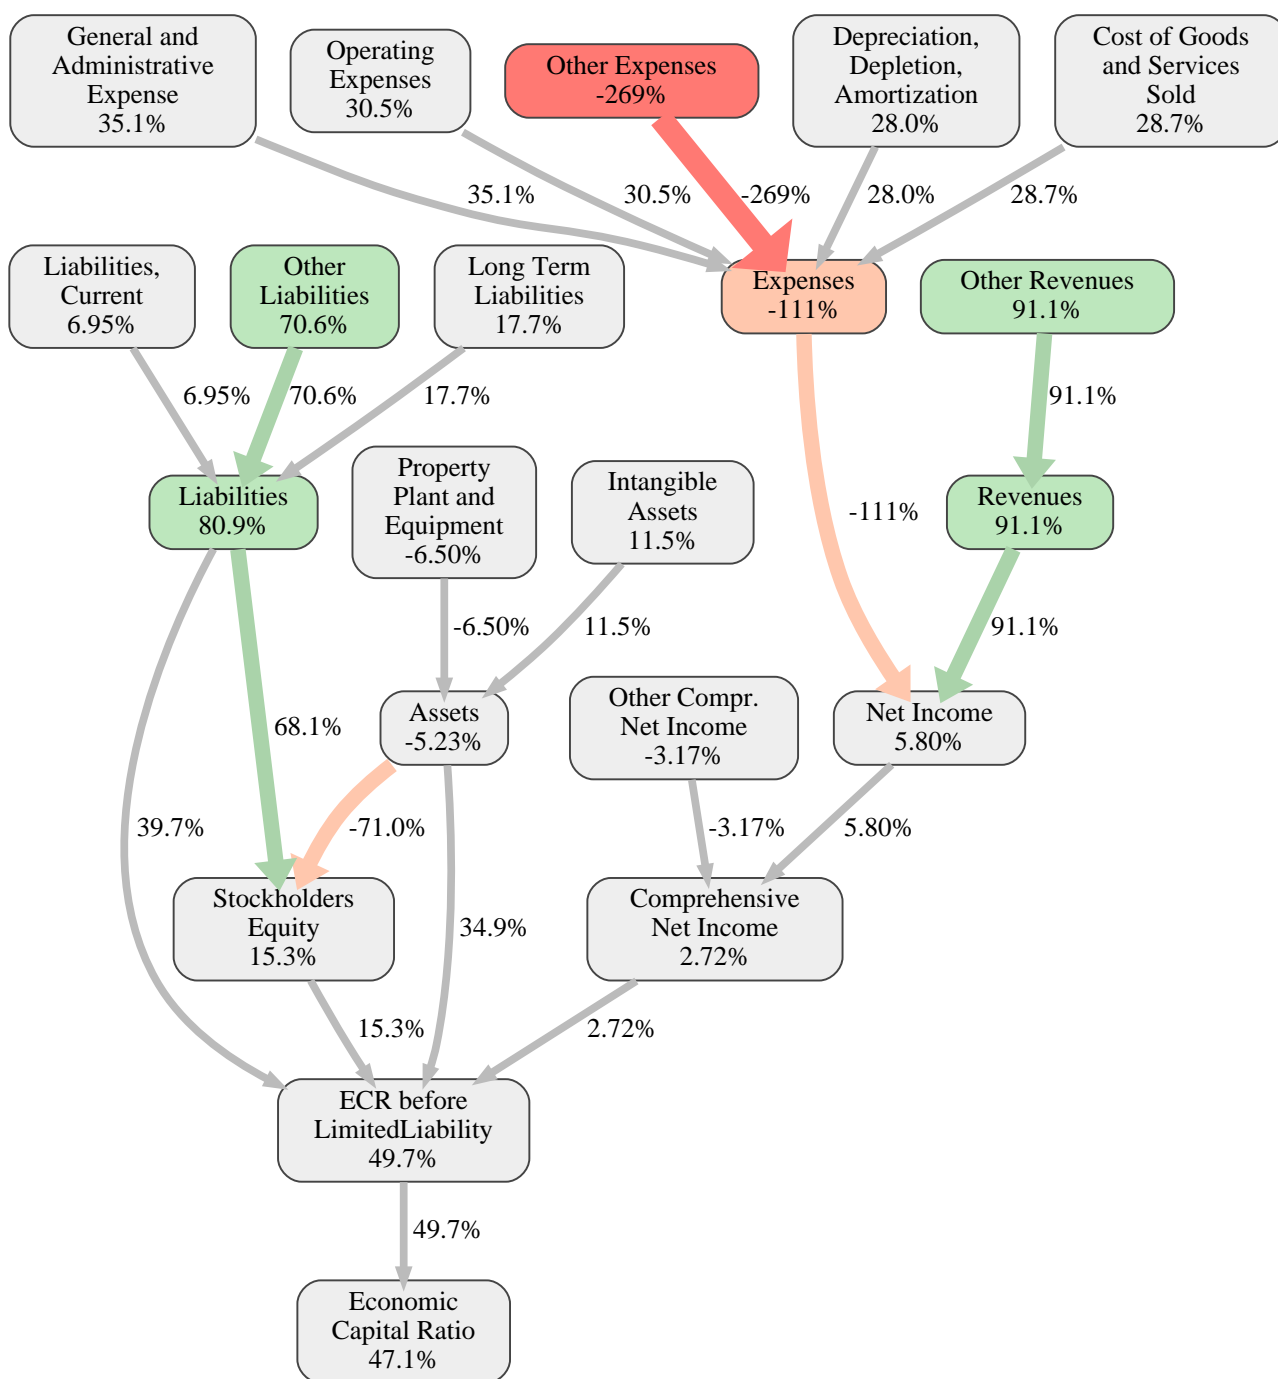 General and
Administrative
Expense
35.1%
Operating
Expenses
30.5%
Other Expenses
-269%
Depreciation,
Depletion,
Amortization
28.0%
Cost of Goods
and Services
Sold
28.7%
35.1%
30.5%
-269%
28.0%
28.7%
Liabilities,
Current
6.95%
Other
Liabilities
70.6%
Long Term
Liabilities
17.7%
Expenses
-111%
Other Revenues
91.1%
6.95%
70.6%
17.7%
91.1%
Liabilities
80.9%
Property
Plant and
Equipment
-6.50%
Intangible
Assets
11.5%
-111%
Revenues
91.1%
-6.50%
11.5%
91.1%
68.1%
Assets
-5.23%
Other Compr.
Net Income
-3.17%
Net Income
5.80%
39.7%
-71.0%
-3.17%
5.80%
Stockholders
Equity
15.3%
34.9%
Comprehensive
Net Income
2.72%
15.3%
2.72%
ECR before
LimitedLiability
49.7%
49.7%
Economic
Capital Ratio
47.1%